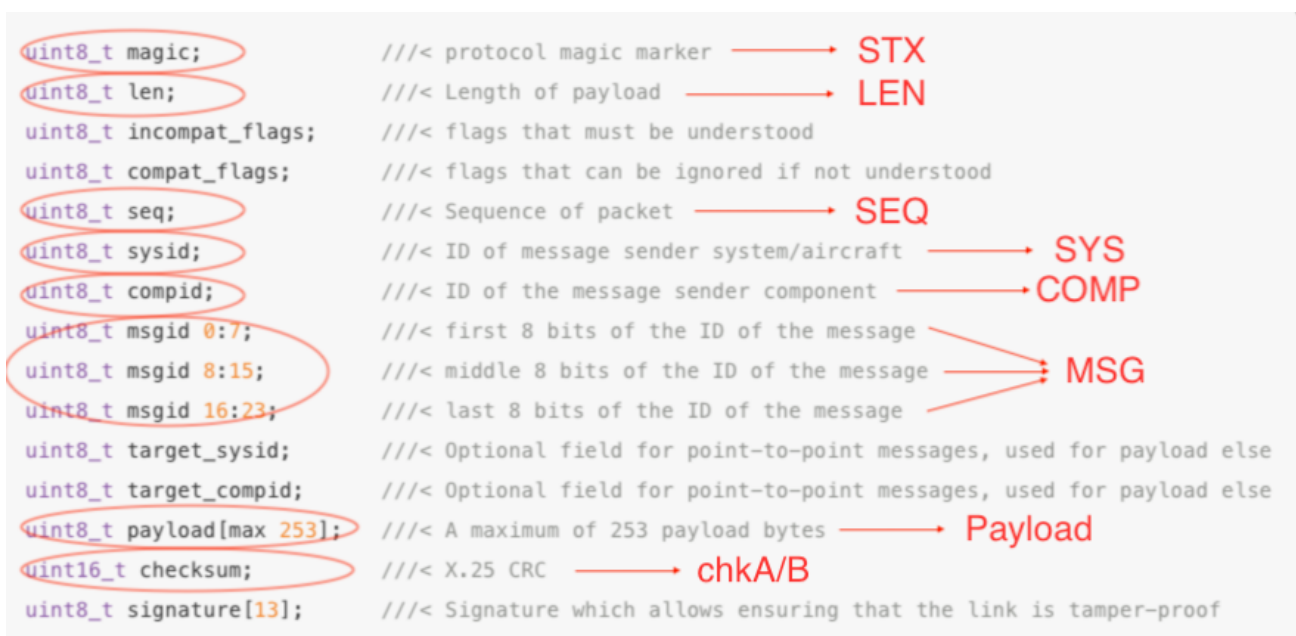 uint8_t magic; ///< protocol magic marker STX
uint8_t len; ///< Length of payload LEN
uint8_t incompat_flags; ///< flags that must be understood
uint8_t compat_flags; ///< flags that can be ignored if not understood
uint8_t seq; ///< Sequence of packet SEQ
uint8_t sysid; ///< ID of message sender system/aircraft SYS
uint8_t compid; ///< ID of the message sender component COMP
uint8_t msgid 0:7; ///< first 8 bits of the ID of the message
uint8_t msgid 8:15; ///< middle 8 bits of the ID of the message MSG
uint8_t msgid 16:23; ///< last 8 bits of the ID of the message
uint8_t target_sysid; ///< Optional field for point-to-point messages, used for payload else
uint8_t target_compid; ///< Optional field for point-to-point messages, used for payload else
uint8_t payload[max 253]; ///< A maximum of 253 payload bytes Payload
uint16_t checksum; ///< X.25 CRC chkA/B
uint8_t signature[13]; ///< Signature which allows ensuring that the link is tamper-proof